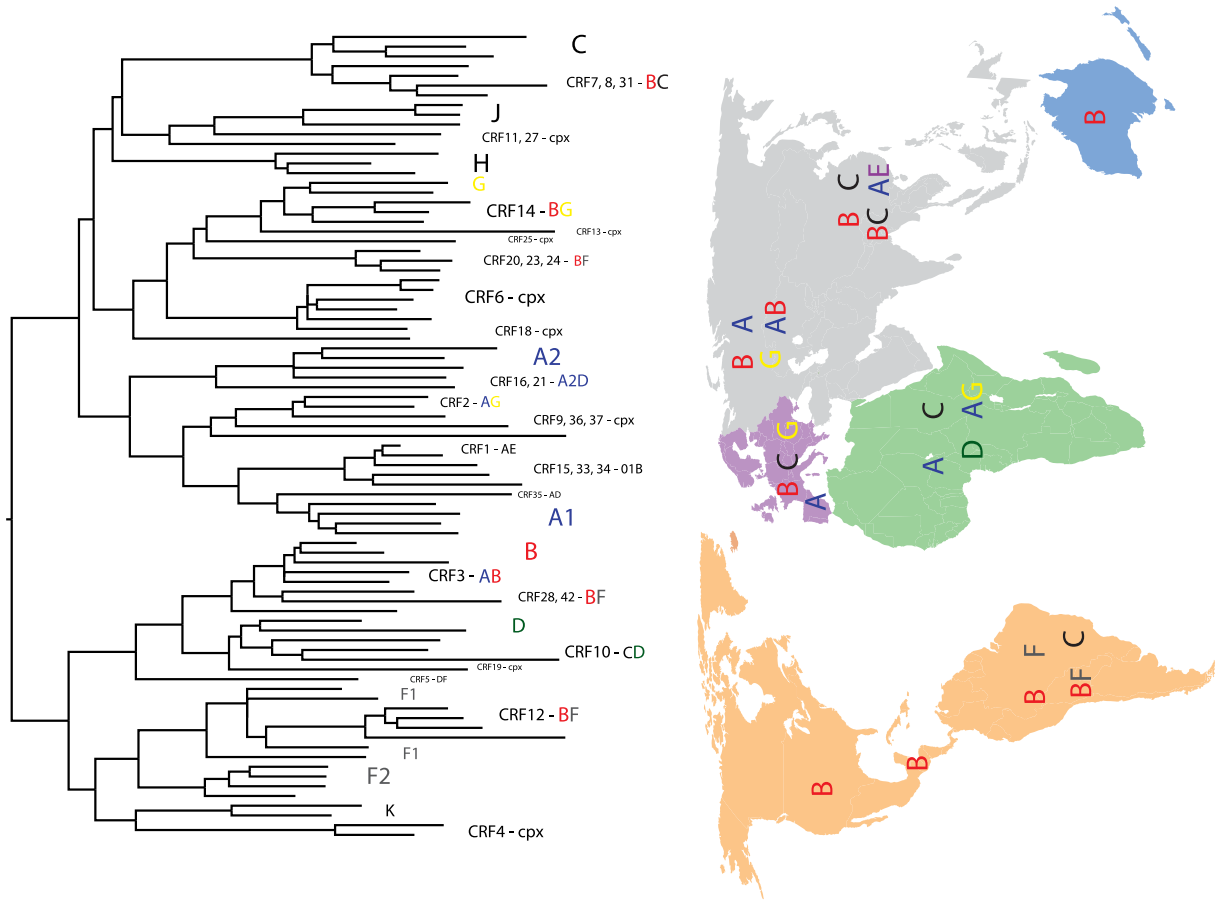 C
CRF7, 8, 31 - BC
J
CRF11, 27 - cpx
H
G
CRF14 - BG
CRF13 - cpx
CRF25 - cpx
CRF20, 23, 24 - BF
CRF6 - cpx
CRF18 - cpx
A2
CRF16, 21 - A2D
CRF2 - AG
CRF9, 36, 37 - cpx
CRF1 - AE
CRF15, 33, 34 - 01B
CRF35 - AD
A1
B
CRF3 - AB
CRF28, 42 - BF
D
CRF10 - CD
CRF19 - cpx
CRF5 - DF
F1
CRF12 - BF
F1
F2
K
CRF4 - cpx
B
C
AE
B
BC
A
AB
B
G
G
C
B
A
C
AG
A
D
F
C
B
BF
B
B